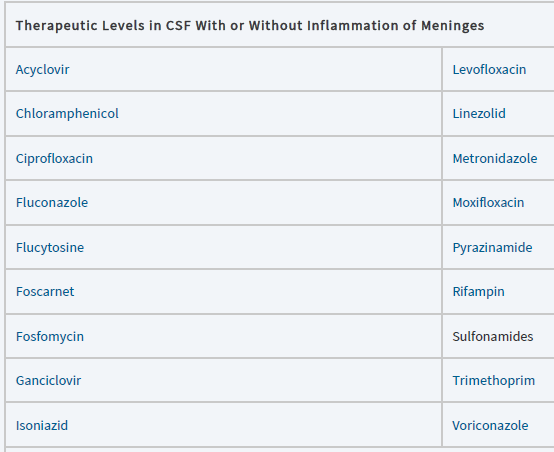 Therapeutic Levels in CSF With or Without Inflammation of Meninges
Acyclovir Levofloxacin
Chloramphenicol Linezolid
Ciprofloxacin Metronidazole
Fluconazole Moxifloxacin
Flucytosine Pyrazinamide
Foscarnet Rifampin
Fosfomycin Sulfonamides
Ganciclovir Trimethoprim
Isoniazid Voriconazole